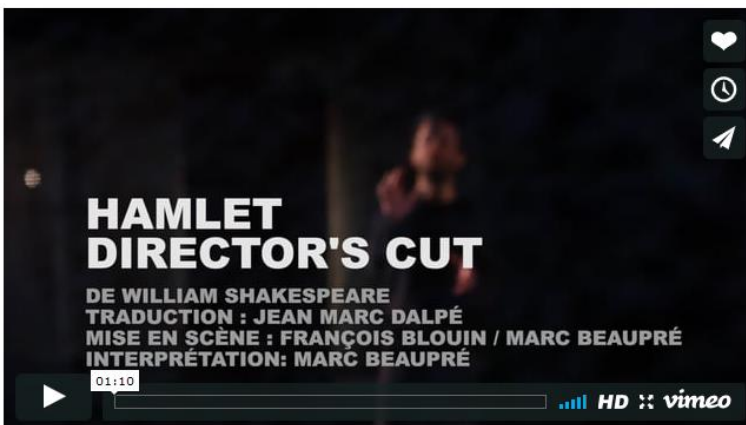 HAMLET
DIRECTOR'S CUT
DE WILLIAM SHAKESPEARE
TRADUCTION : JEAN MARC DALPÉ
MISE EN SCÈNE : FRANÇOIS BLOUIN / MARC BEAUPRÉ
INTERPRÉTATION: MARC BEAUPRÉ
01:10
HD vimeo